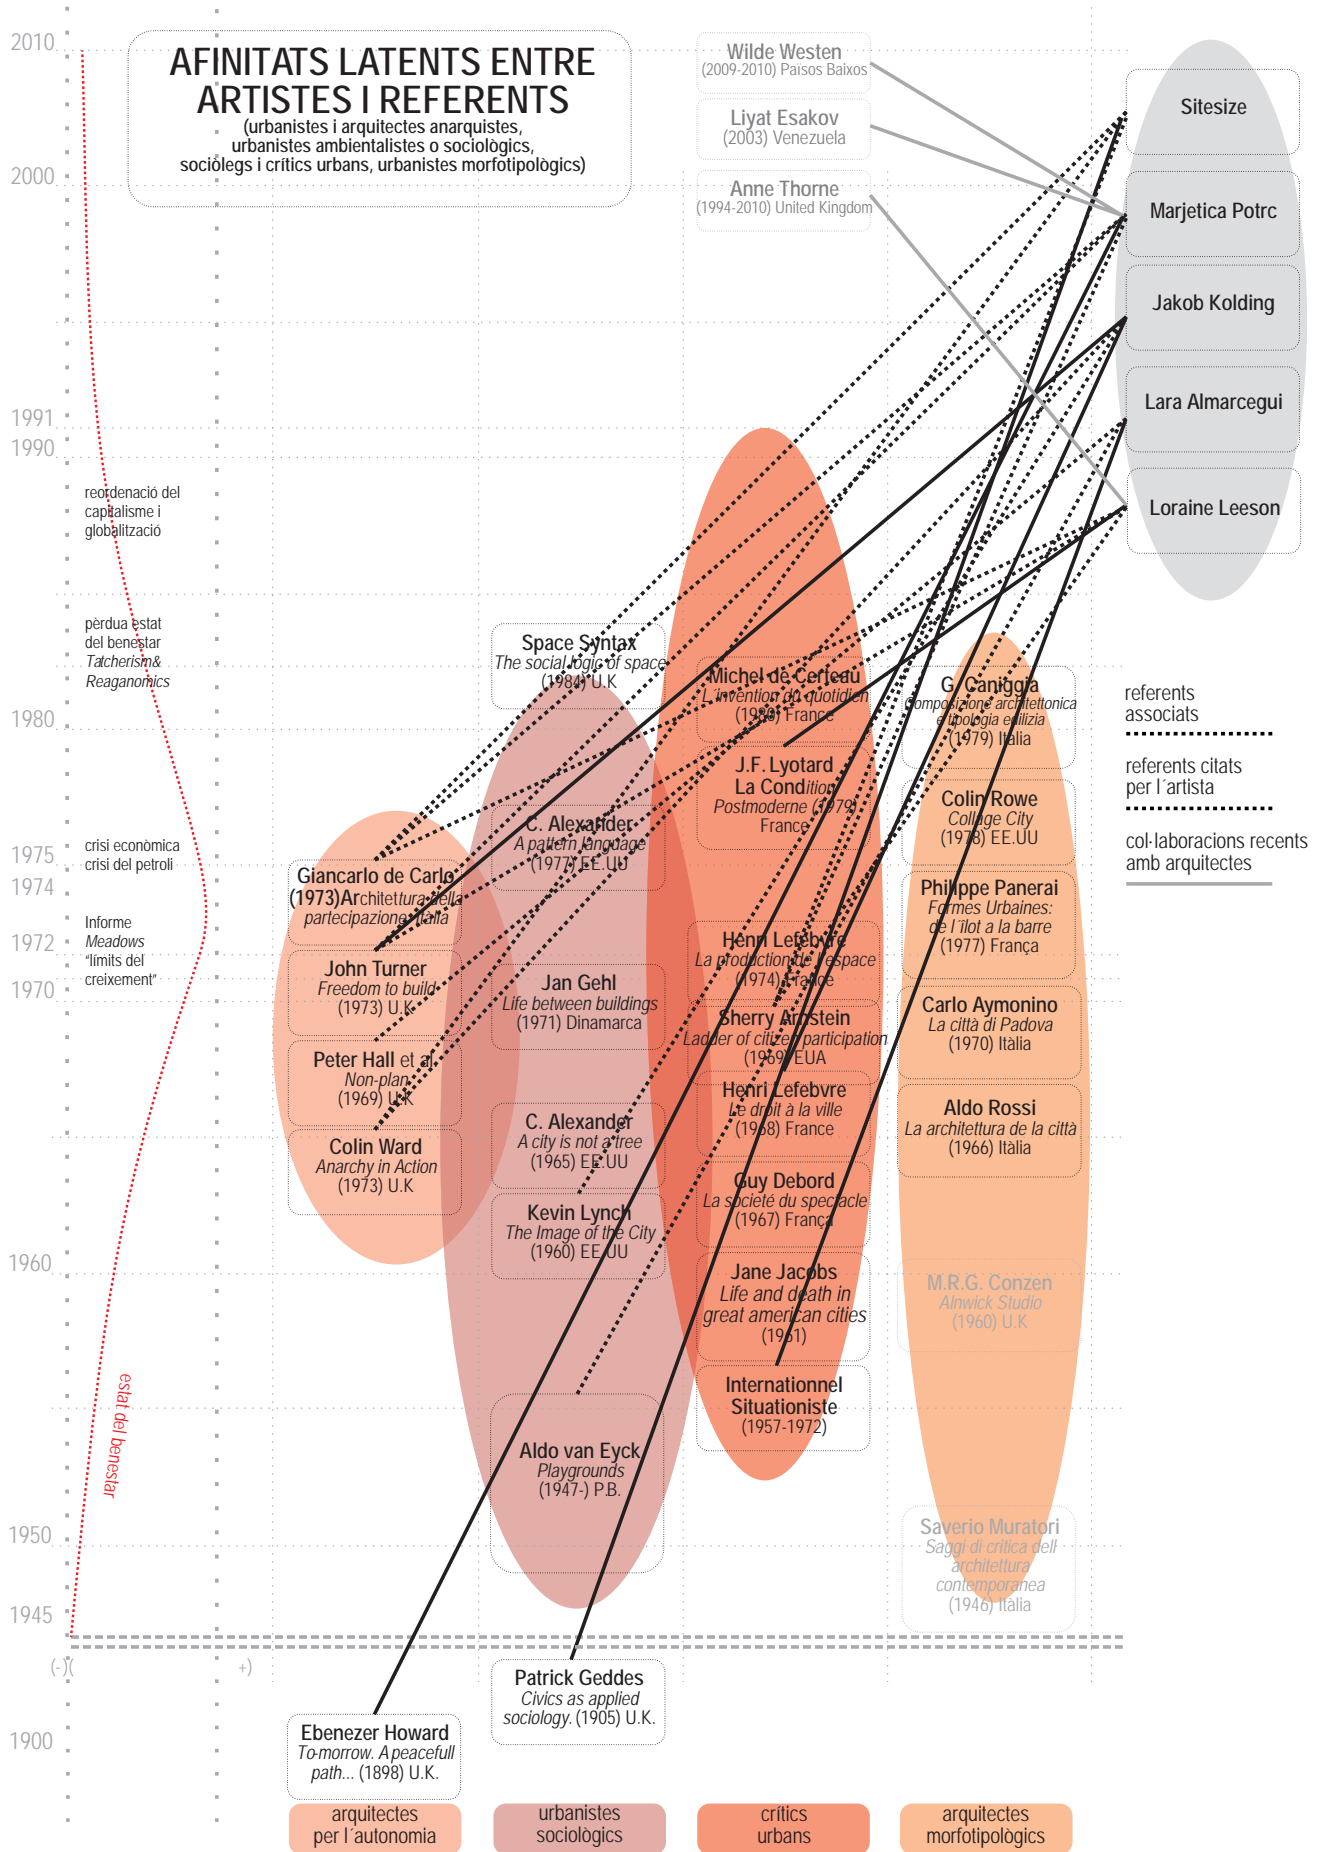 AFINITATS LATENTS ENTRE
ARTISTES I REFERENTS
(urbanistes i arquitectes anarquistes,
urbanistes ambientalistes o sociològics,
sociòlegs i crítics urbans, urbanistes morfotipològics)
2010
2000
1991
1990
1980
1975
1974
1972
1970
1960
1950
1945
1900
(-)(
+)
reordenació del
capitalisme i
globalització
pèrdua estat
del benestar
Tatcherism&
Reaganomics
crisi econòmica
crisi del petroli
Informe
Meadows
"límits del
creixement"
estat del benestar
Wilde Westen
(2009-2010) Països Baixos
Liyat Esakov
(2003) Venezuela
Anne Thorne
(1994-2010) United Kingdom
Sitesize
Marjetica Potrc
Jakob Kolding
Lara Almarcegui
Loraine Leeson
referents
associats
referents citats
per l´artista
col·laboracions recents
amb arquitectes
Giancarlo de Carlo
(1973)Architettura della
partecipazione. Itàlia
John Turner
Freedom to build
(1973) U.K
Peter Hall et al
Non-plan
(1969) U.K
Colin Ward
Anarchy in Action
(1973) U.K
Ebenezer Howard
To-morrow. A peacefull
path... (1898) U.K.
Space Syntax
The social logic of space
(1984) U.K
C. Alexander
A pattern language
(1977) EE.UU
Jan Gehl
Life between buildings
(1971) Dinamarca
C. Alexander
A city is not a tree
(1965) EE.UU
Kevin Lynch
The Image of the City
(1960) EE.UU
Aldo van Eyck
Playgrounds
(1947-) P.B.
Patrick Geddes
Civics as applied
sociology. (1905) U.K.
Michel de Certeau
L´invention du quotidien
(1980) France
J.F. Lyotard
La Condition
Postmoderne (1979)
France
Henri Lefebvre
La production de l'espace
(1974) France
Sherry Arnstein
Ladder of citizen participation
(1969) EUA
Henri Lefebvre
Le droit à la ville
(1968) France
Guy Debord
La societé du spectacle
(1967) França
Jane Jacobs
Life and death in
great american cities
(1961)
Internationnel
Situationiste
(1957-1972)
G. Caniggia
Composizione architettonica
e tipologia edilizia
(1979) Itàlia
Colin Rowe
Collage City
(1978) EE.UU
Philippe Panerai
Formes Urbaines:
de l´îlot a la barre
(1977) França
Carlo Aymonino
La città di Padova
(1970) Itàlia
Aldo Rossi
La architettura de la città
(1966) Itàlia
M.R.G. Conzen
Alnwick Studio
(1960) U.K
Saverio Muratori
Saggi di critica dell
architettura
contemporanea
(1946) Itàlia
arquitectes
per l´autonomia
urbanistes
sociològics
crítics
urbans
arquitectes
morfotipològics